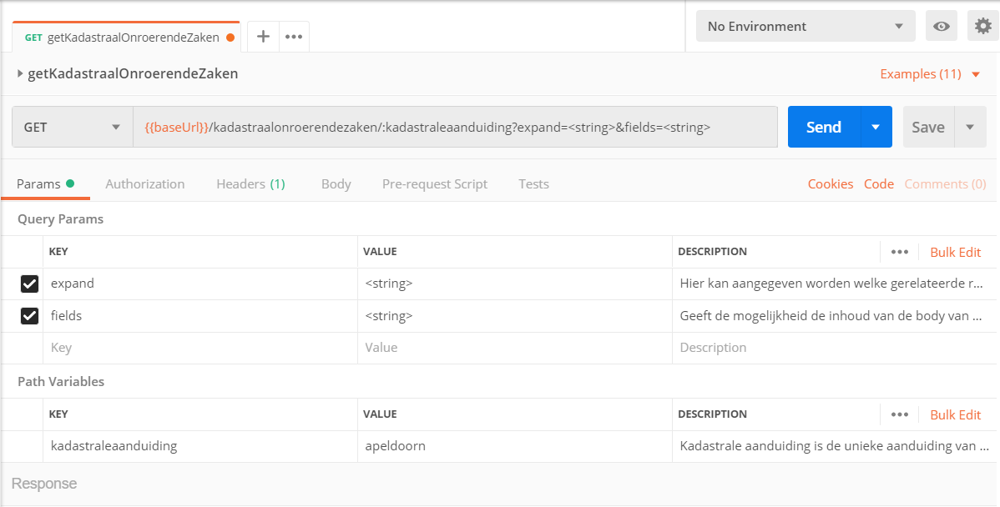 GET getKadastraalOnroerendeZaken
No Environment
getKadastraalOnroerendeZaken
Examples (11)
GET
{{baseUrl}}/kadastraalonroerendezaken/:kadastraleaanduiding?expand=<string>&fields=<string>
Send
Save
Params
Authorization
Headers (1)
Body
Pre-request Script
Tests
Cookies
Code
Comments (0)
Query Params
KEY
VALUE
DESCRIPTION
Bulk Edit
expand
<string>
Hier kan aangegeven worden welke gerelateerde r...
fields
<string>
Geeft de mogelijkheid de inhoud van de body van ...
Key
Value
Description
Path Variables
KEY
VALUE
DESCRIPTION
Bulk Edit
kadastraleaanduiding
apeldoorn
Kadastrale aanduiding is de unieke aanduiding van ...
Response